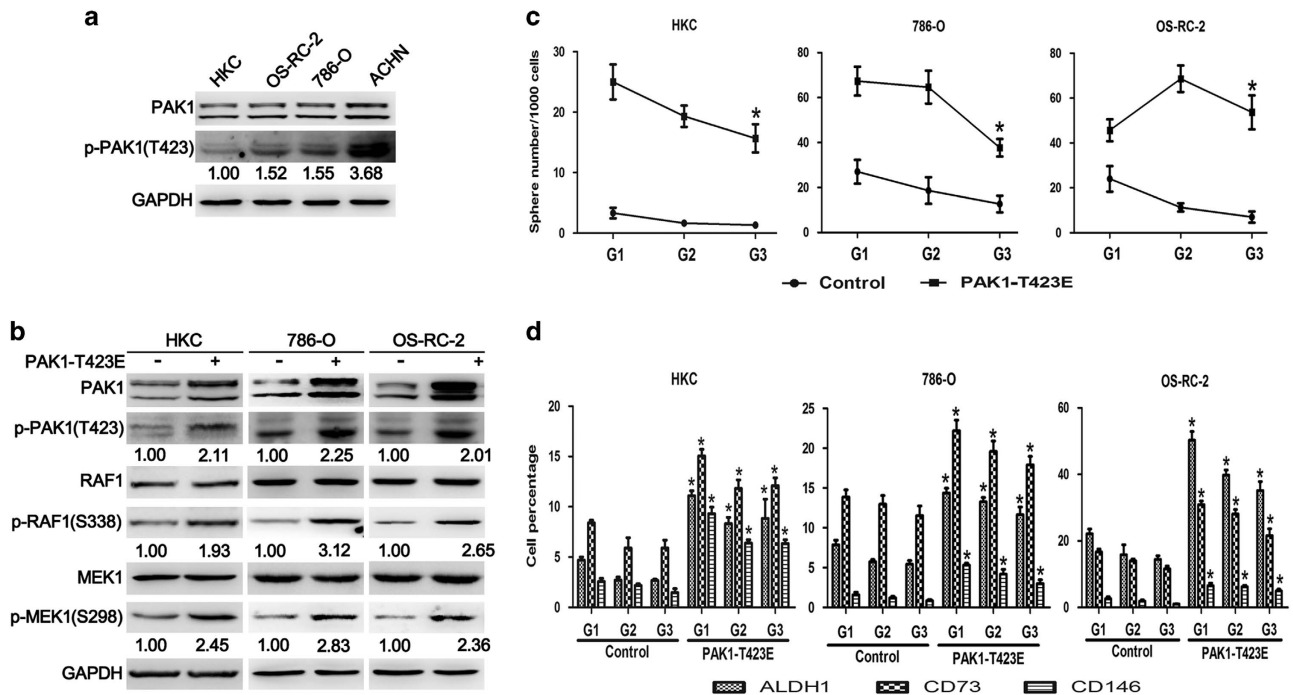 a
HKC OS-RC-2 786-O ACHN
PAK1
p-PAK1(T423)
1.00 1.52 1.55 3.68
GAPDH
b
HKC 786-O OS-RC-2
PAK1-T423E - + - + - +
PAK1
p-PAK1(T423)
1.00 2.11 1.00 2.25 1.00 2.01
RAF1
p-RAF1(S338)
1.00 1.93 1.00 3.12 1.00 2.65
MEK1
p-MEK1(S298)
1.00 2.45 1.00 2.83 1.00 2.36
GAPDH
c
HKC 786-O OS-RC-2
Sphere number/1000 cells
30
20
10
0
*
G1 G2 G3
80
60
40
20
0
*
G1 G2 G3
80
60
40
20
0
*
G1 G2 G3
Control PAK1-T423E
d
HKC 786-O OS-RC-2
Cell percentage
20
15
10
5
0
* * * * * * * * *
G1 G2 G3 G1 G2 G3
Control PAK1-T423E
25
20
15
10
5
0
* * * * * * * * *
G1 G2 G3 G1 G2 G3
Control PAK1-T423E
60
40
20
0
* * * * * * * * *
G1 G2 G3 G1 G2 G3
Control PAK1-T423E
ALDH1 CD73 CD146